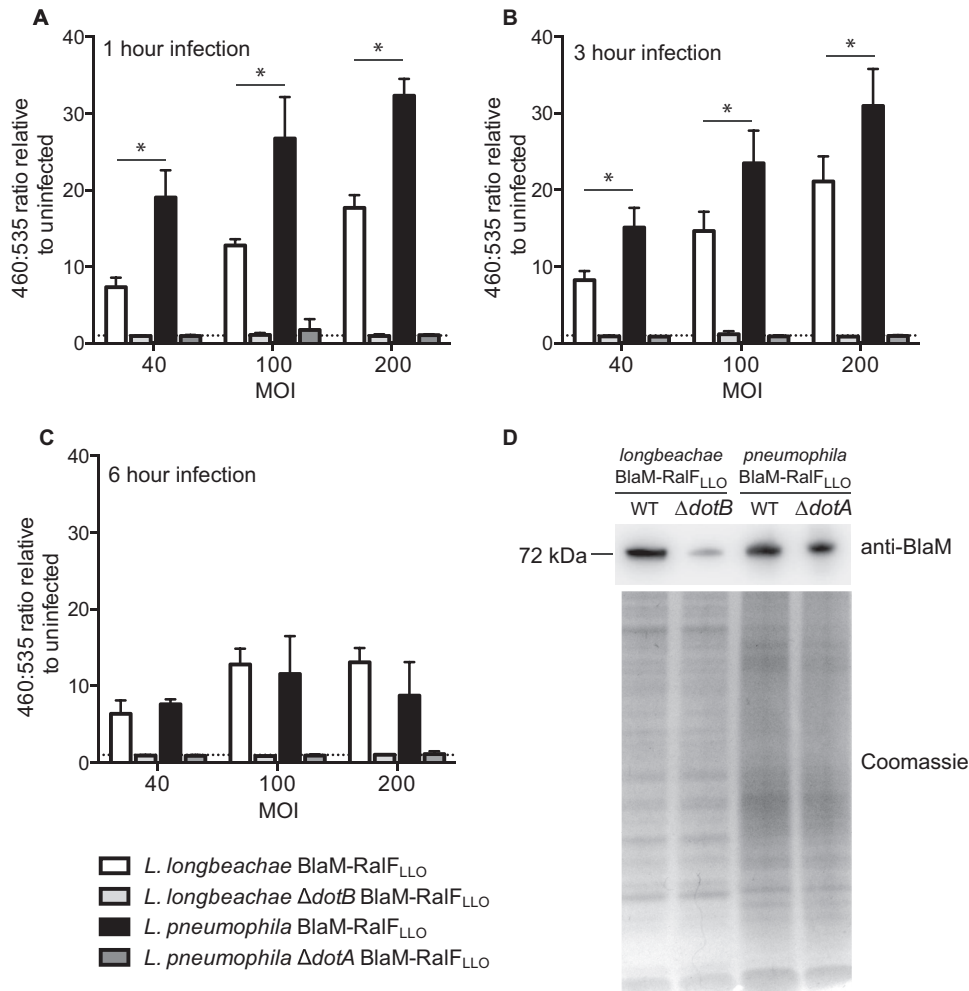 A
1 hour infection
460:535 ratio relative
to uninfected
40
30
20
10
0
*
*
*
40
100
200
MOI
B
3 hour infection
460:535 ratio relative
to uninfected
40
30
20
10
0
*
*
*
40
100
200
MOI
C
6 hour infection
460:535 ratio relative
to uninfected
40
30
20
10
0
40
100
200
MOI
L. longbeachae BlaM-RalFLLO
L. longbeachae ΔdotB BlaM-RalFLLO
L. pneumophila BlaM-RalFLLO
L. pneumophila ΔdotA BlaM-RalFLLO
D
longbeachae
BlaM-RalFLLO
pneumophila
BlaM-RalFLLO
WT ΔdotB WT ΔdotA
72 kDa
anti-BlaM
Coomassie